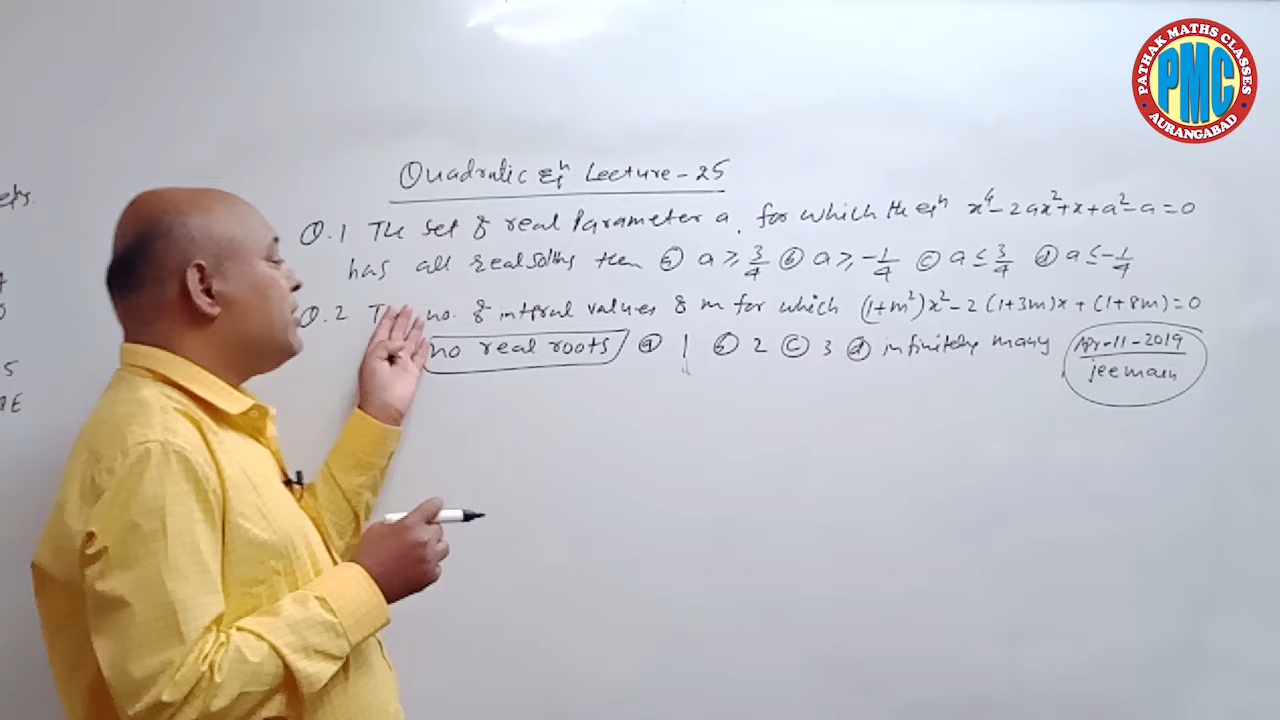 PATHAK MATHS CLASSES
PMC
AURANGABAD
Quadratic Eqⁿ Lecture - 25
Q.1 The set of real Parameter a, for which the eqⁿ x⁴ - 2ax² + x + a² - a = 0
has all real solths then ⓐ a ≥ 3/4 ⓑ a ≥ -1/4 ⓒ a ≤ 3/4 ⓓ a ≤ -1/4
Q.2 no. of integral values of m for which (1+m²)x² - 2(1+3m)x + (1+8m) = 0
no real roots ⓐ 1 ⓑ 2 ⓒ 3 ⓓ infinitely many Apr-11-2019
jee main